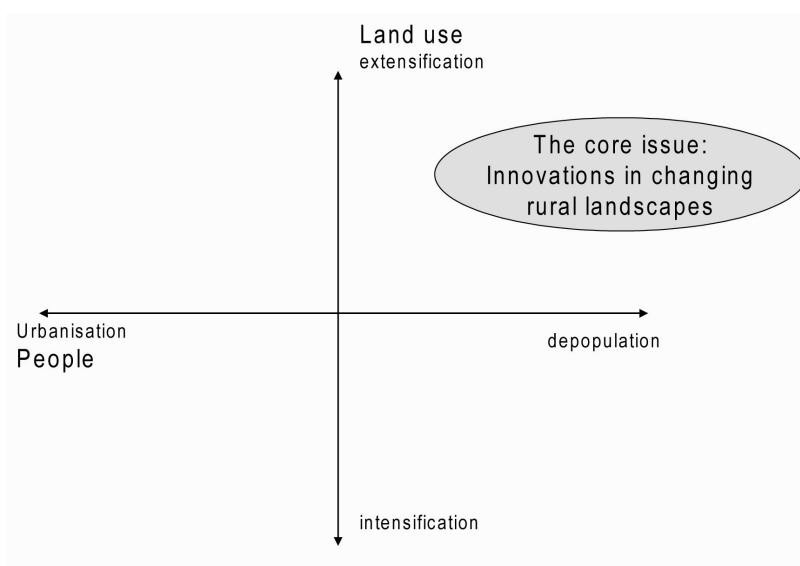 Land use
extensification
The core issue:
Innovations in changing
rural landscapes
Urbanisation
People
depopulation
intensification